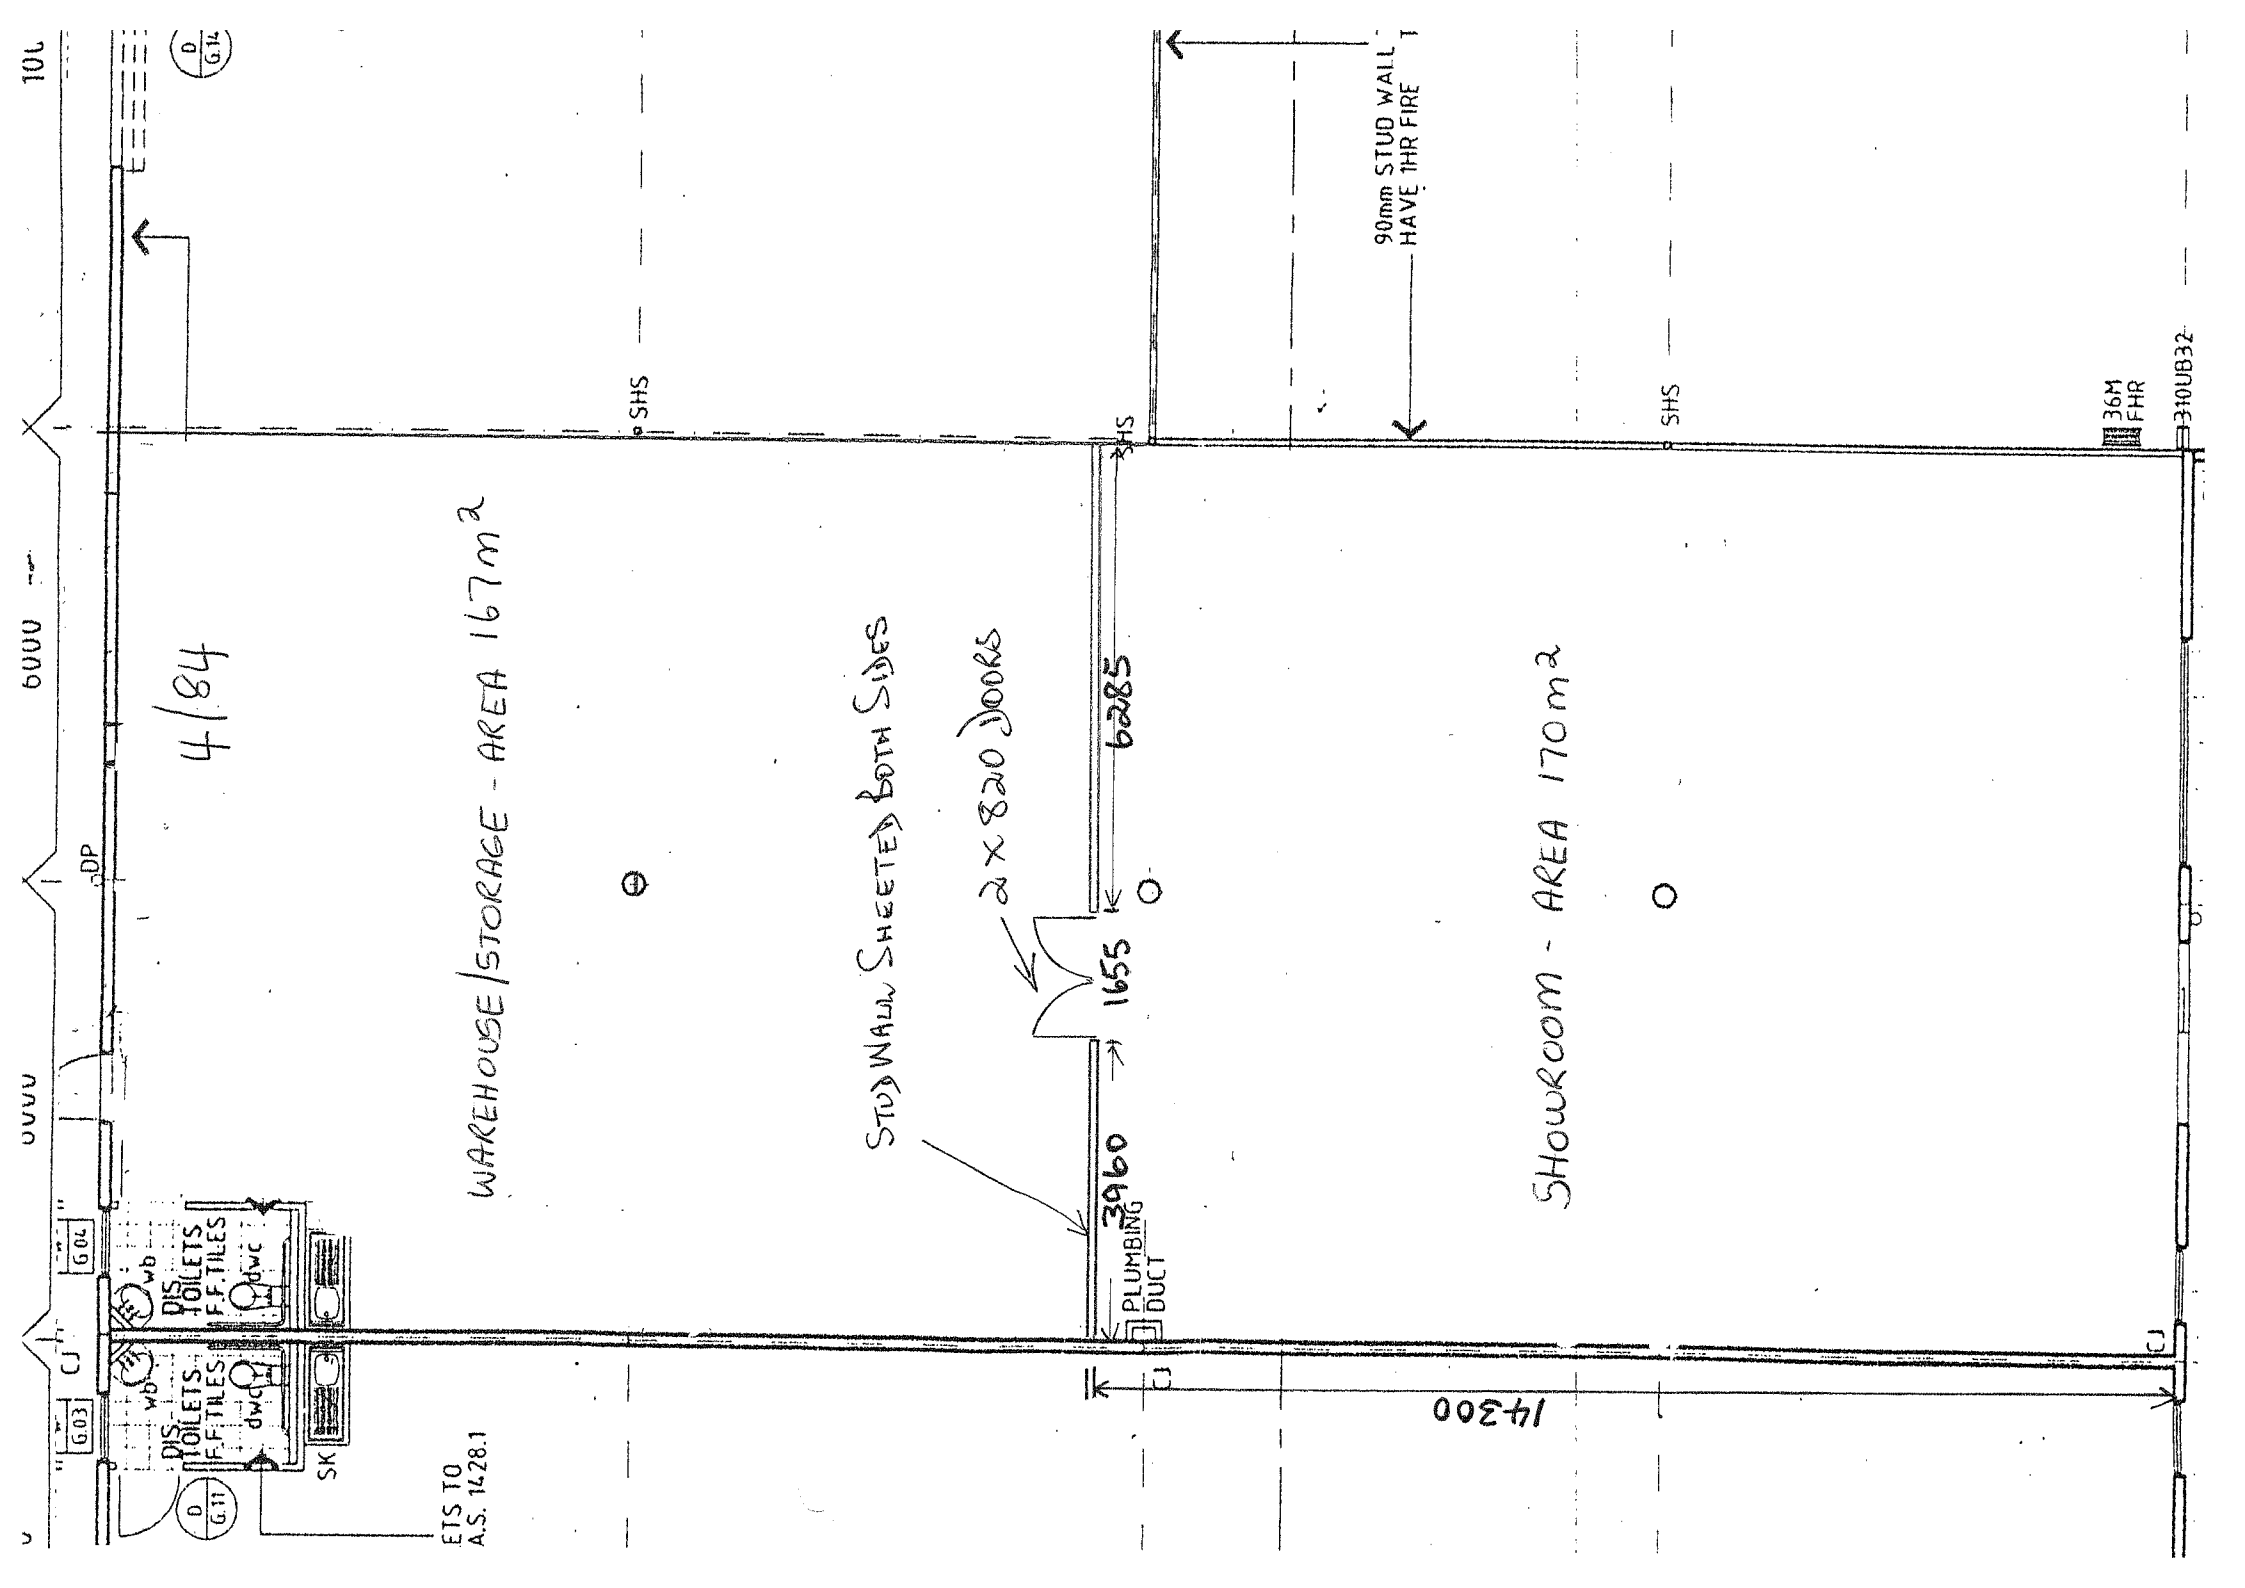 D
G.14
6000
4/84
DP
WAREHOUSE/STORAGE - AREA 167m²
SHS
STUD WALL SHEETED BOTH SIDES
2 x 820 DOORS
SHS
6285
1655
3960
PLUMBING
DUCT
90mm STUD WALL
HAVE 1HR FIRE
SHOWROOM - AREA 170m²
SHS
36M
FHR
310UB32
14300
CJ
CJ
CJ
G.04
wb
DIS.
TOILETS
F.F.TILES
dwc
G.03
wb
DIS.
TOILETS
F.F.TILES
dwc
SK
D
G.11
ETS TO
A.S. 1428.1